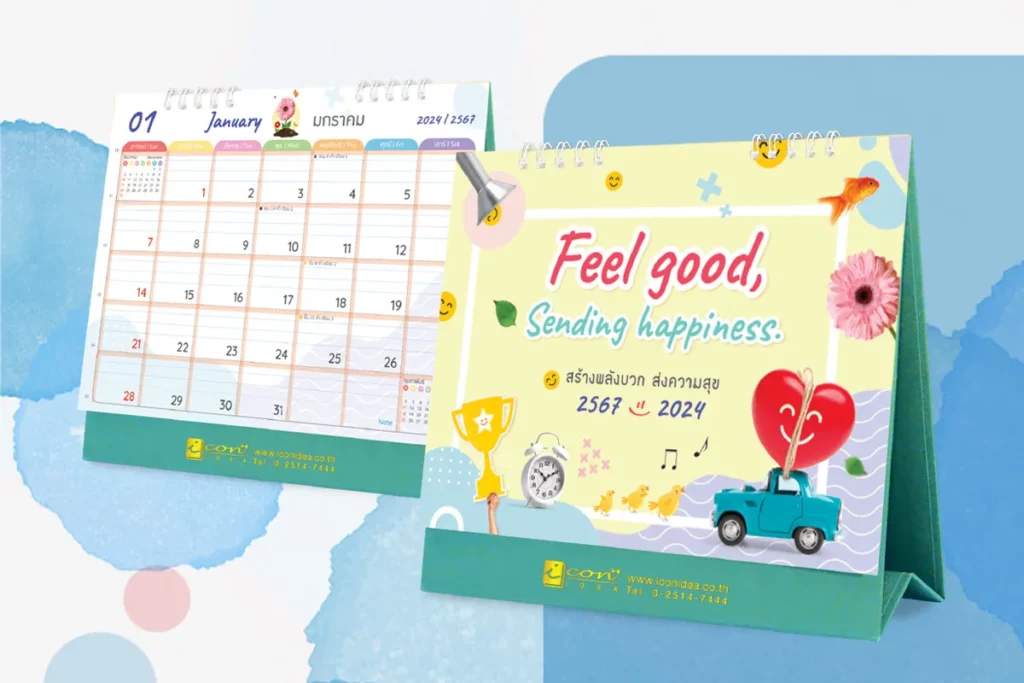 01 January มกราคม 2024 / 2567
1 2 3 4 5
7 8 9 10 11 12
14 15 16 17 18 19
21 22 23 24 25 26
28 29 30 31
Note
icon
IDEA
www.iconidea.co.th
Tel. 0-2514-7444
Feel good,
Sending happiness.
สร้างพลังบวก ส่งความสุข
2567 2024
icon
IDEA
www.iconidea.co.th
Tel. 0-2514-7444